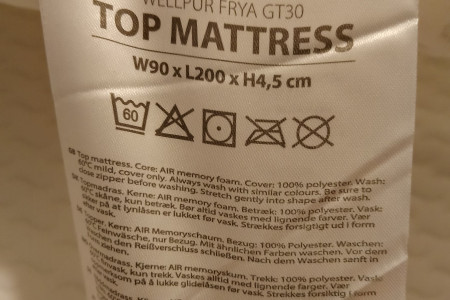 WELLPUR FRYA GT30
TOP MATTRESS
W90 x L200 x H4,5 cm
60
GB Top mattress. Core: AIR memory foam. Cover: 100% polyester. Wash:
60°C mild, cover only. Always wash with similar colours. Be sure to
close zipper before washing. Stretch gently into shape after wash.
Topmadras. Kerne: AIR memory foam. Betræk: 100% polyester. Vask:
60°C skåne, kun betræk. Bør altid vaskes med lignende farver. Vær
på at lynlåsen er lukket før vask. Strækkes forsigtigt ud i form
vask.
Kern: AIR Memoryschaum, Bezug: 100% Polyester. Waschen:
Feinwäsche, nur Bezug. Mit ähnlichen Farben waschen. Vor dem
den Reißverschluss schließen. Nach dem Waschen sanft in
Kjerne: AIR memoryskum. Trekk: 100% polyester. Vask:
kun trekk. Vaskes alltid med lignende farger. Vær
på å lukke glidelåsen før vask. Strekkes forsiktig i